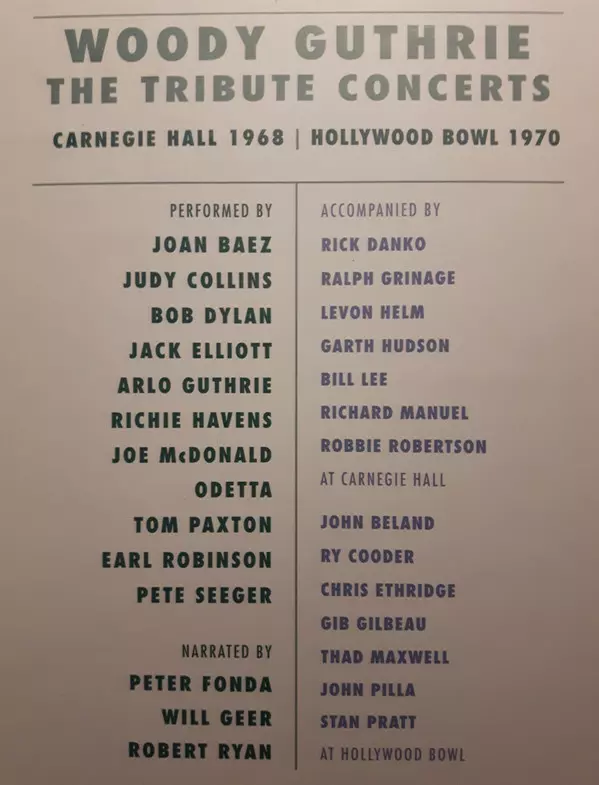 WOODY GUTHRIE
THE TRIBUTE CONCERTS
CARNEGIE HALL 1968 | HOLLYWOOD BOWL 1970
PERFORMED BY
JOAN BAEZ
JUDY COLLINS
BOB DYLAN
JACK ELLIOTT
ARLO GUTHRIE
RICHIE HAVENS
JOE McDONALD
ODETTA
TOM PAXTON
EARL ROBINSON
PETE SEEGER
NARRATED BY
PETER FONDA
WILL GEER
ROBERT RYAN
ACCOMPANIED BY
RICK DANKO
RALPH GRINAGE
LEVON HELM
GARTH HUDSON
BILL LEE
RICHARD MANUEL
ROBBIE ROBERTSON
AT CARNEGIE HALL
JOHN BELAND
RY COODER
CHRIS ETHRIDGE
GIB GILBEAU
THAD MAXWELL
JOHN PILLA
STAN PRATT
AT HOLLYWOOD BOWL